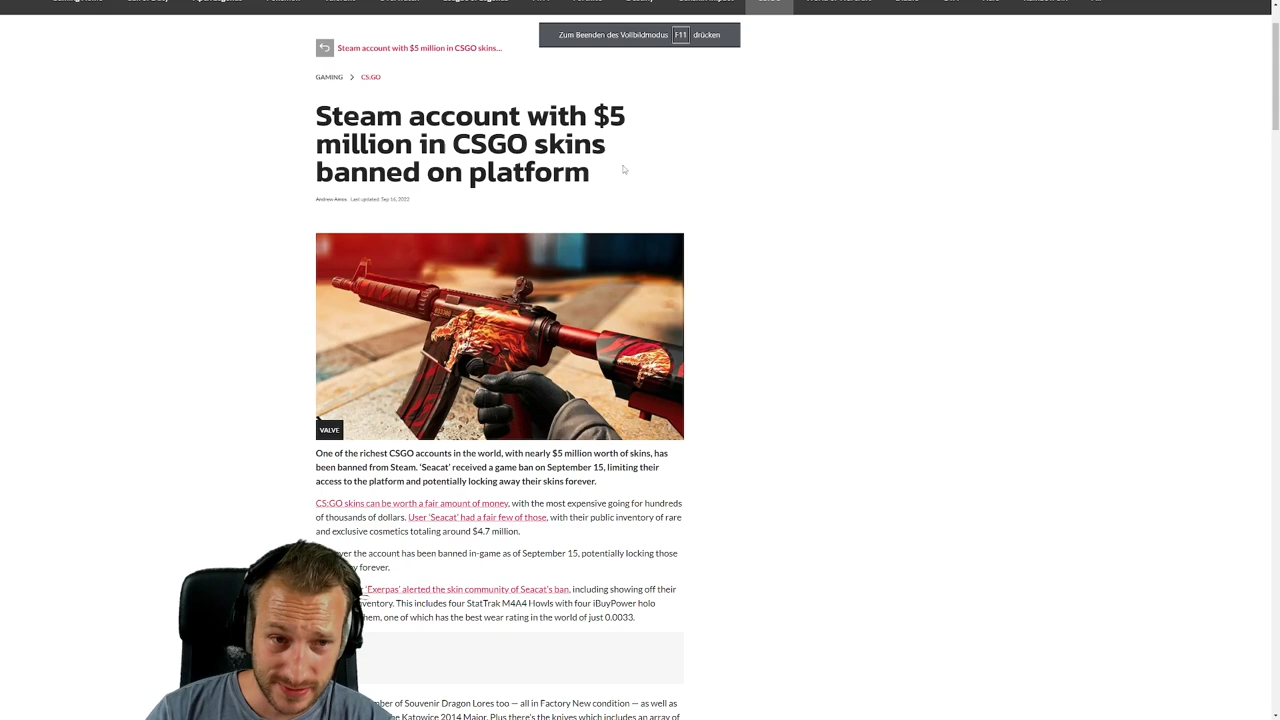 Zum Beenden des Vollbildmodus F11 drücken
Steam account with $5 million in CSGO skins...
GAMING > CS:GO
Steam account with $5
million in CSGO skins
banned on platform
Andrew Amos Last updated: Sep 16, 2022
VALVE
One of the richest CSGO accounts in the world, with nearly $5 million worth of skins, has
been banned from Steam. 'Seacat' received a game ban on September 15, limiting their
access to the platform and potentially locking away their skins forever.
CS:GO skins can be worth a fair amount of money, with the most expensive going for hundreds
of thousands of dollars. User 'Seacat' had a fair few of those, with their public inventory of rare
and exclusive cosmetics totaling around $4.7 million.
the account has been banned in-game as of September 15, potentially locking those
forever.
'Exerpas' alerted the skin community of Seacat's ban, including showing off their
This includes four StatTrak M4A4 Howls with four iBuyPower holo
one of which has the best wear rating in the world of just 0.0033.
of Souvenir Dragon Lores too — all in Factory New condition — as well as
Katowice 2014 Major. Plus there's the knives which includes an array of